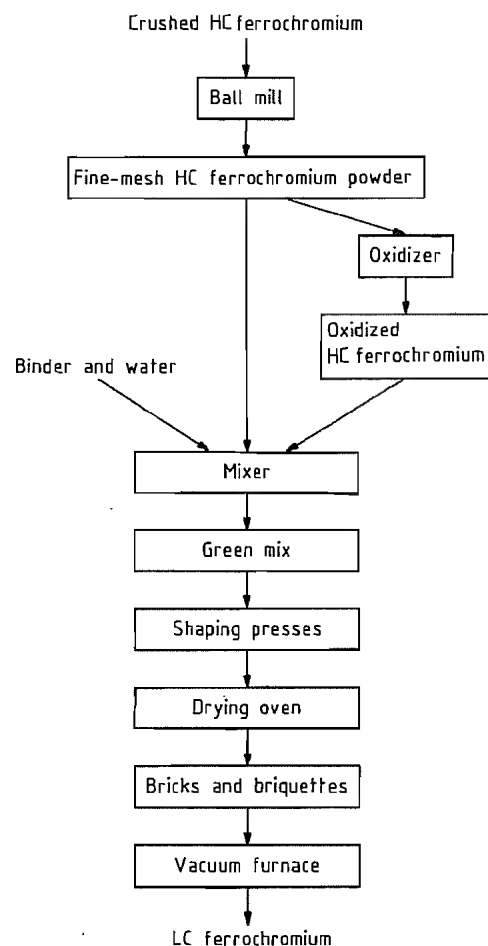 Crushed HC ferrochromium
Ball mill
Fine-mesh HC ferrochromium powder
Oxidizer
Oxidized
HC ferrochromium
Binder and water
Mixer
Green mix
Shaping presses
Drying oven
Bricks and briquettes
Vacuum furnace
LC ferrochromium